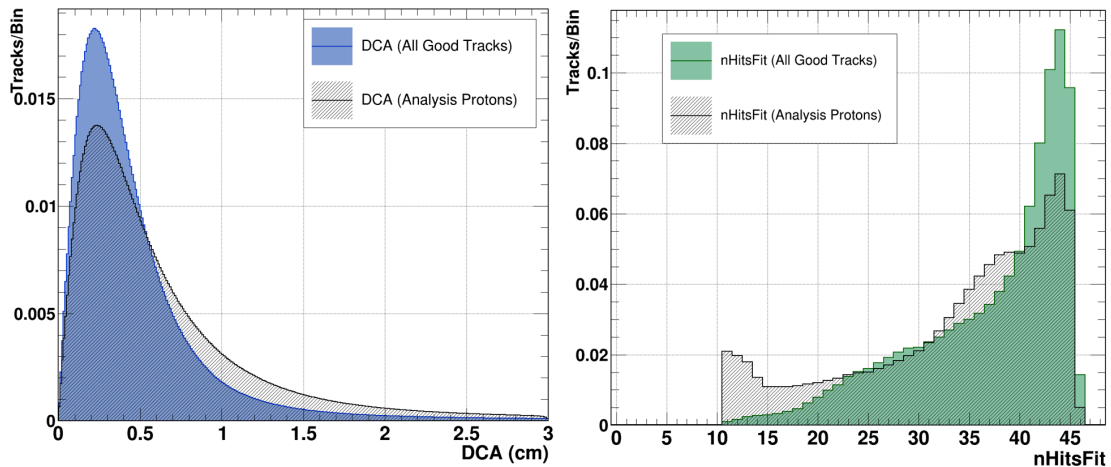 Tracks/Bin
DCA (All Good Tracks)
DCA (Analysis Protons)
0.015
0.01
0.005
0
0 0.5 1 1.5 2 2.5 3
DCA (cm)
Tracks/Bin
nHitsFit (All Good Tracks)
nHitsFit (Analysis Protons)
0.1
0.08
0.06
0.04
0.02
0
0 5 10 15 20 25 30 35 40 45
nHitsFit